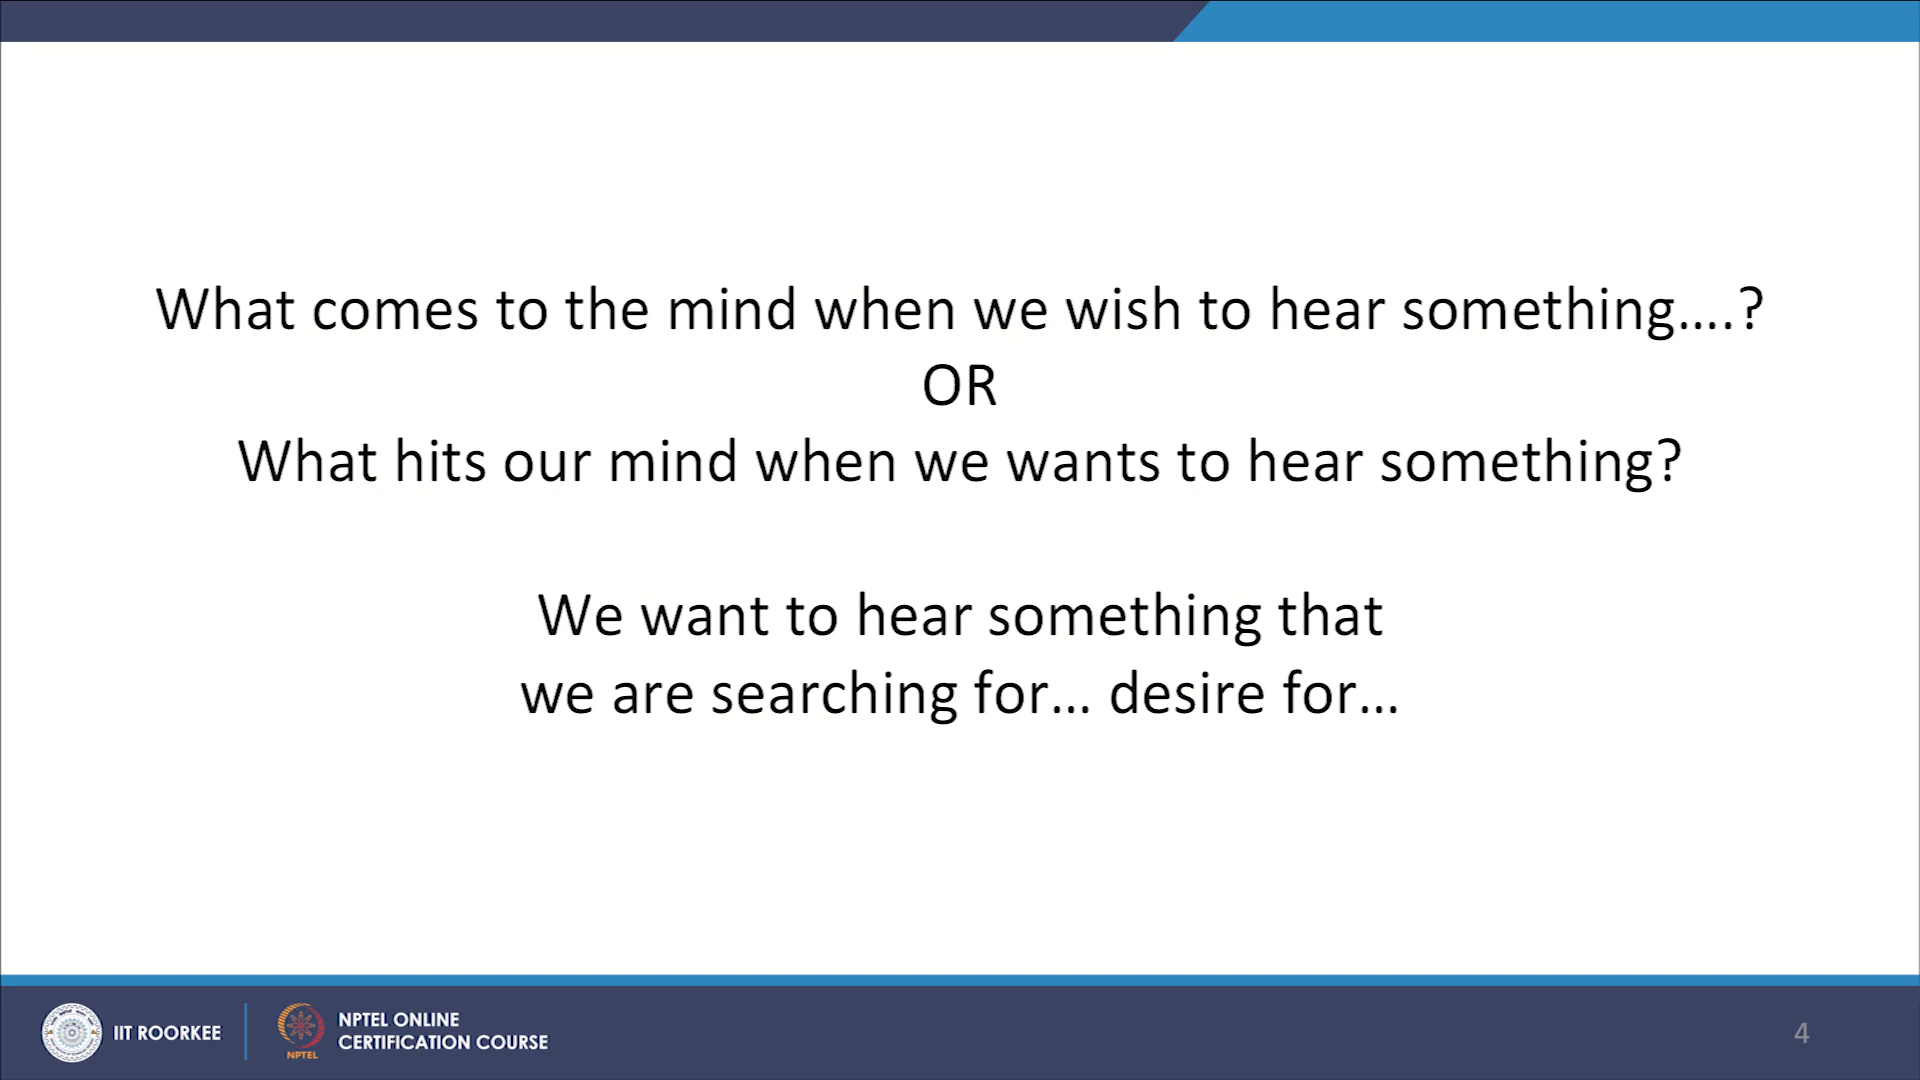 What comes to the mind when we wish to hear something....?
OR
What hits our mind when we wants to hear something?
We want to hear something that
we are searching for... desire for...
IIT ROORKEE
NPTEL
NPTEL ONLINE
CERTIFICATION COURSE
4